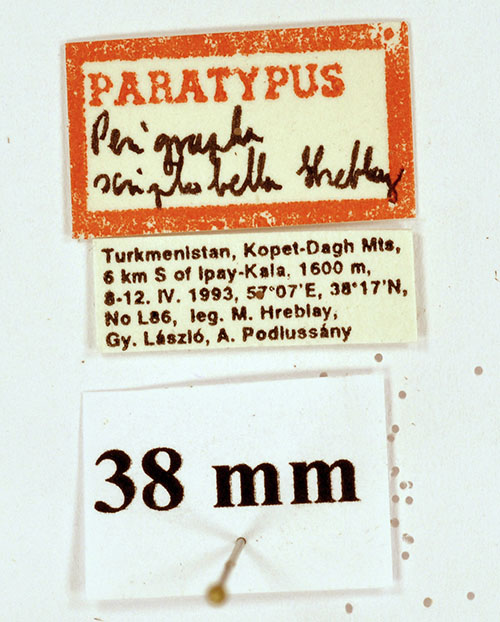 PARATYPUS
Perigrapha
scriptobella Hreblay
Turkmenistan, Kopet-Dagh Mts,
6 km S of Ipay-Kala, 1600 m,
8-12. IV. 1993, 57°07'E, 38°17'N,
No L86, leg. M. Hreblay,
Gy. László, A. Podlussány
38 mm